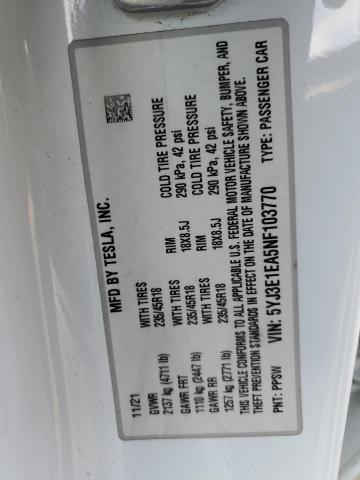 MFD BY TESLA, INC.
11/21
GVWR
2137 kg (4711 lb)
WITH TIRES
235/45R18
RIM
18X8.5J
COLD TIRE PRESSURE
290 kPa, 42 psi
GAWR FRT
1110 kg (2447 lb)
WITH TIRES
235/45R18
RIM
18X8.5J
COLD TIRE PRESSURE
290 kPa, 42 psi
GAWR RR
1257 kg (2771 lb)
WITH TIRES
235/45R18
RIM
18X8.5J
COLD TIRE PRESSURE
290 kPa, 42 psi
THIS VEHICLE CONFORMS TO ALL APPLICABLE U.S. FEDERAL MOTOR VEHICLE SAFETY, BUMPER, AND
THEFT PREVENTION STANDARDS IN EFFECT ON THE DATE OF MANUFACTURE SHOWN ABOVE.
VIN: 5YJ3E1EA5NF103770 TYPE: PASSENGER CAR
PNT: PPSW